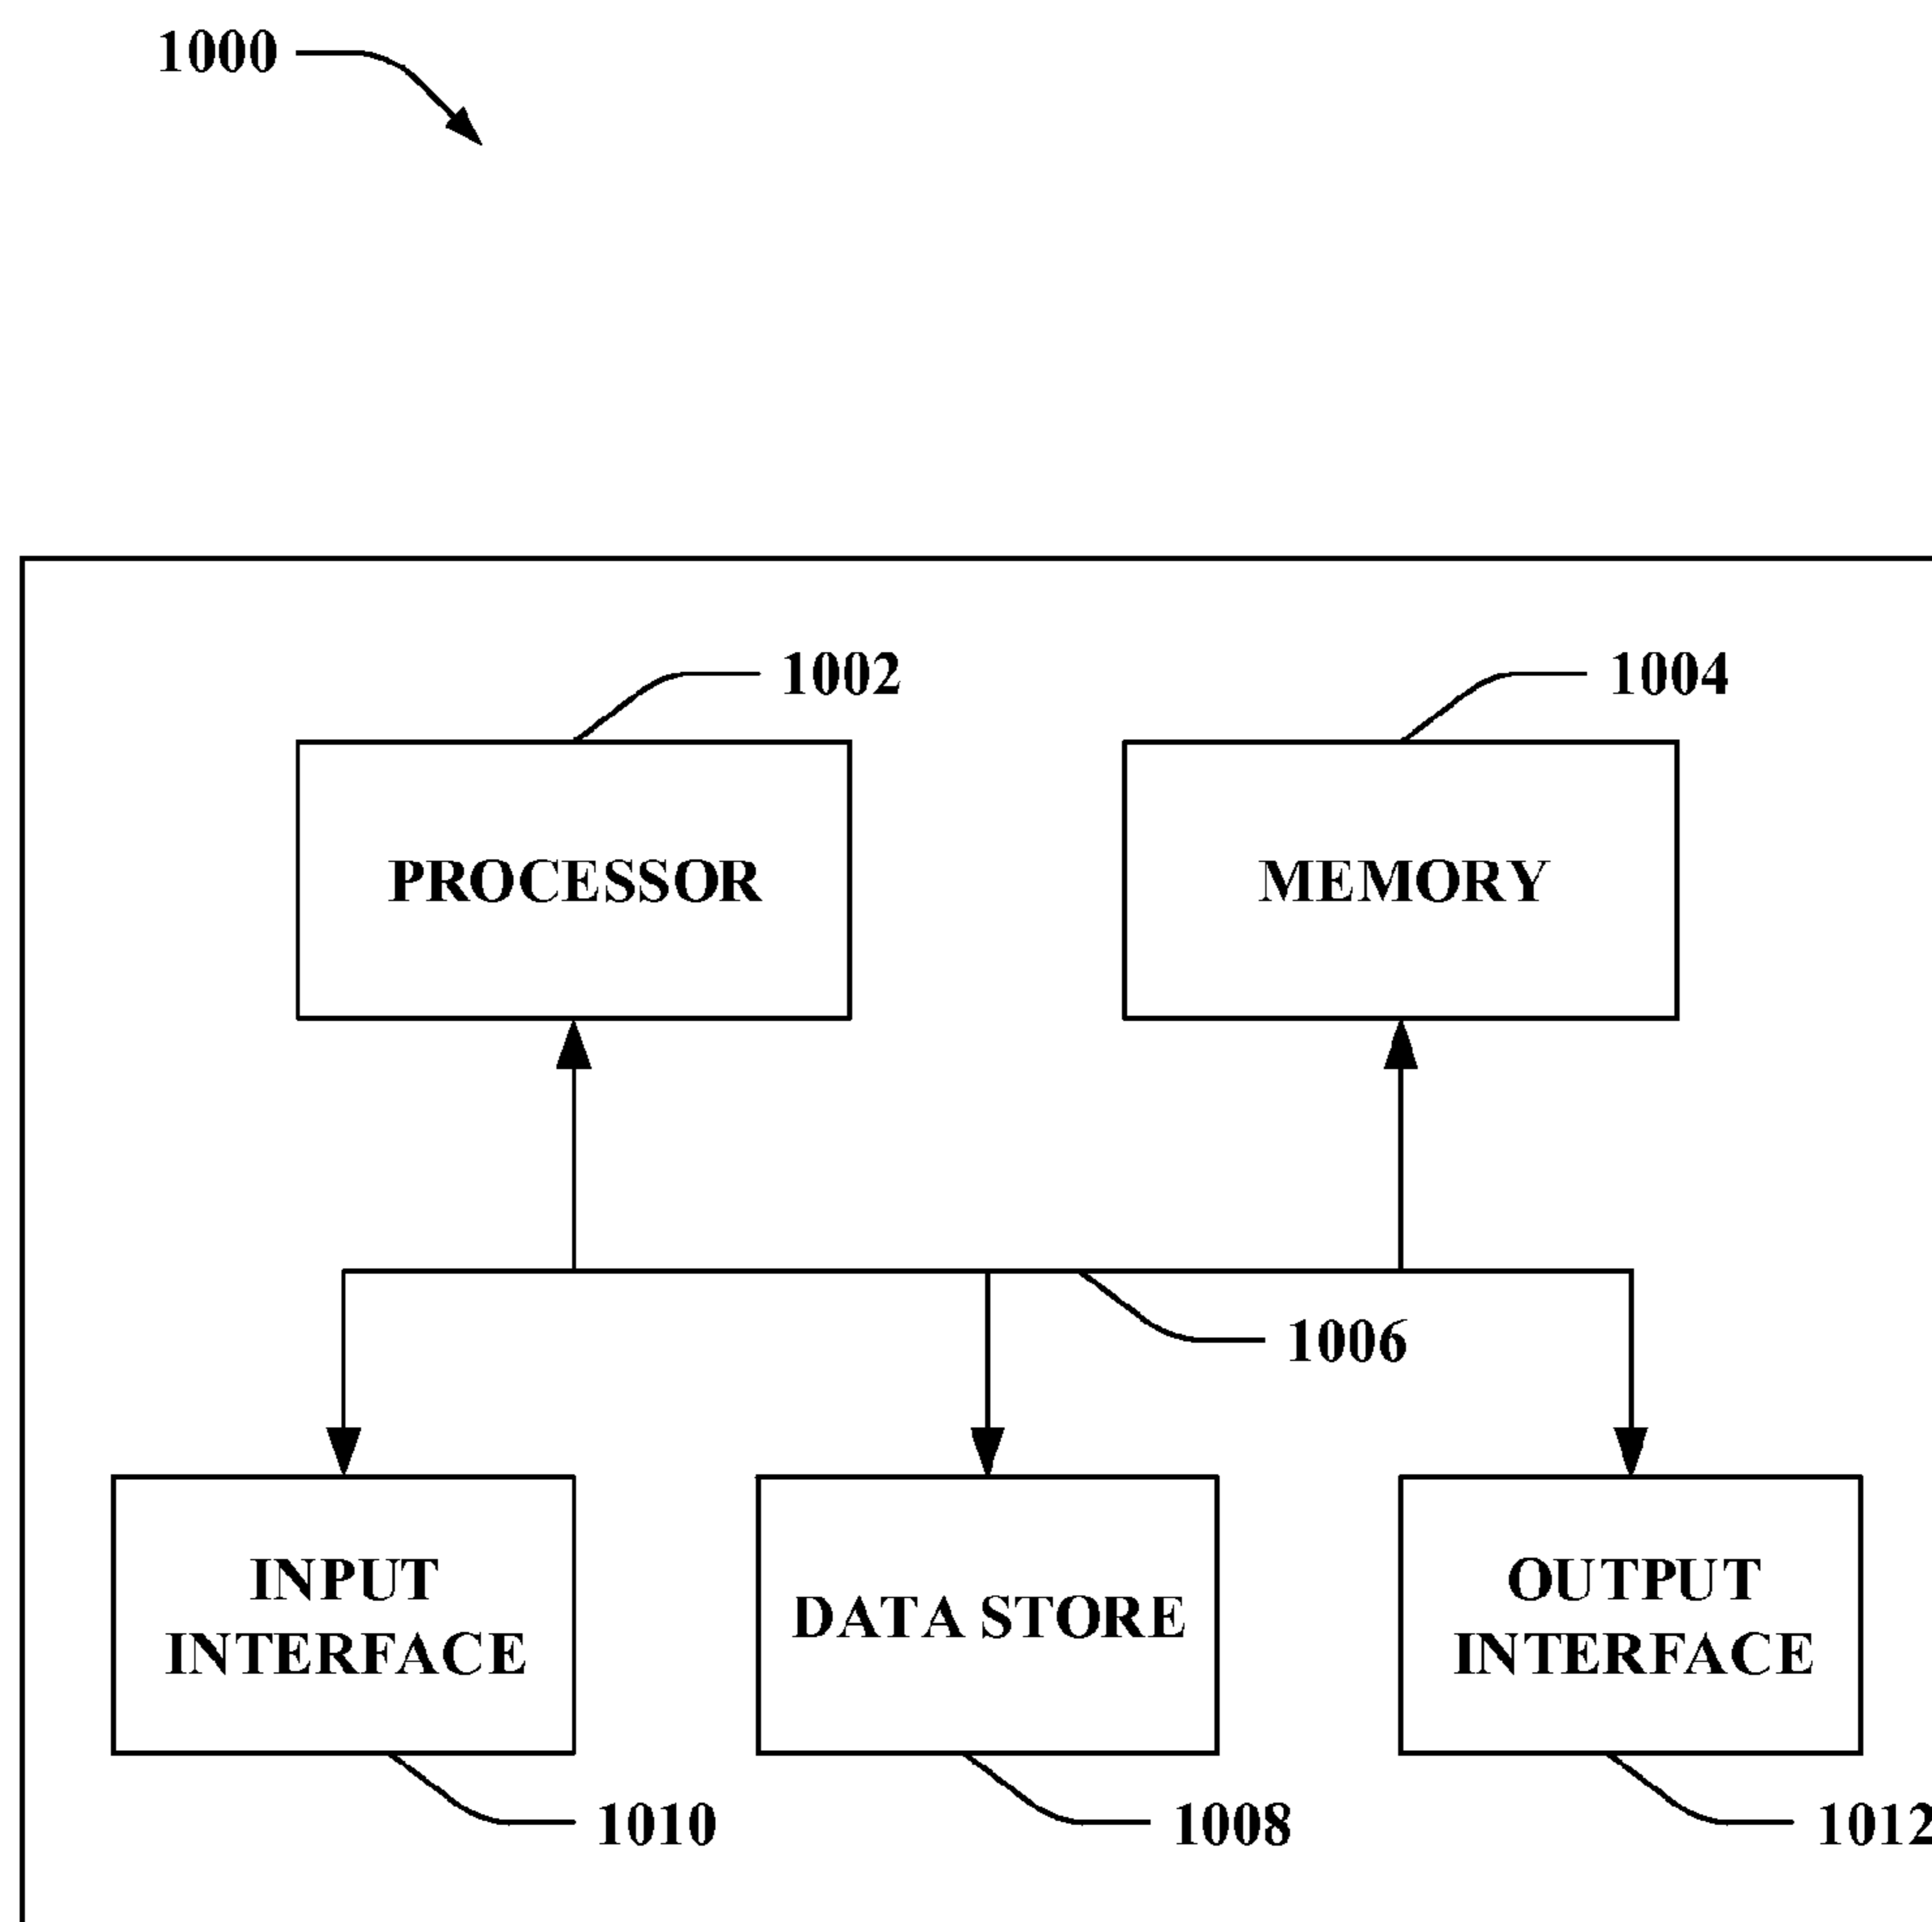 1000
1002
1004
PROCESSOR
MEMORY
1006
INPUT
INTERFACE
DATA STORE
OUTPUT
INTERFACE
1010
1008
1012